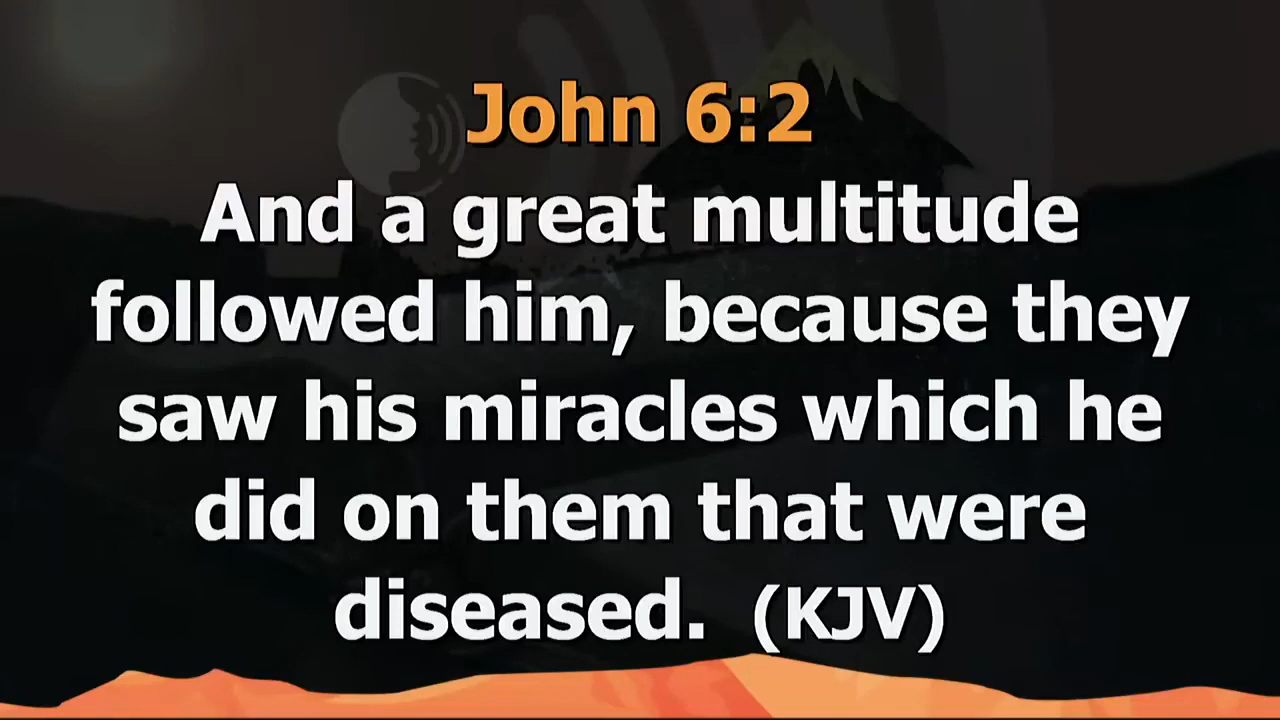 John 6:2
And a great multitude
followed him, because they
saw his miracles which he
did on them that were
diseased. (KJV)